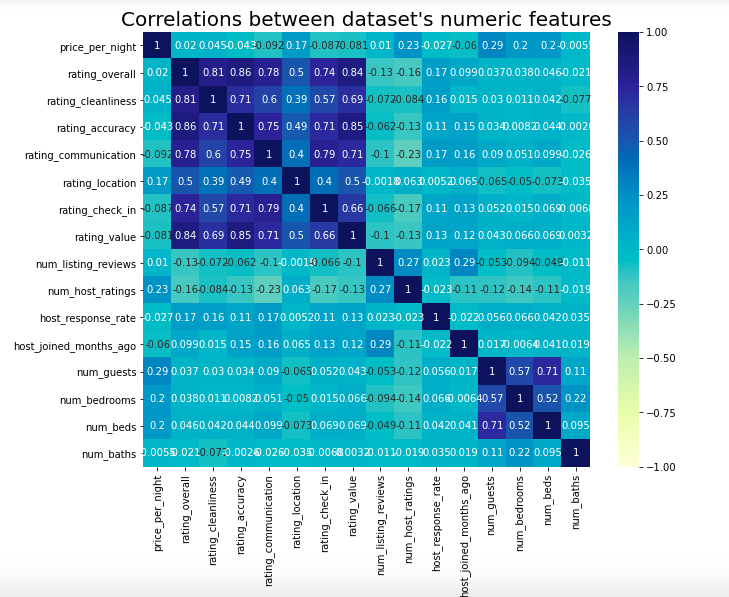 Correlations between dataset's numeric features
price_per_night 1 0.02 0.045 -0.043 -0.092 0.17 -0.087 -0.081 0.01 0.23 -0.027 -0.06 0.29 0.2 0.2 -0.0055
rating_overall 0.02 1 0.81 0.86 0.78 0.5 0.74 0.84 -0.13 -0.16 0.17 0.099 0.037 0.038 0.046 -0.021
rating_cleanliness 0.045 0.81 1 0.71 0.6 0.39 0.57 0.69 -0.072 -0.084 0.16 0.015 0.03 0.011 0.042 -0.077
rating_accuracy -0.043 0.86 0.71 1 0.75 0.49 0.71 0.85 -0.062 -0.13 0.11 0.15 0.034 0.0082 0.044 -0.0026
rating_communication -0.092 0.78 0.6 0.75 1 0.4 0.79 0.71 -0.1 -0.23 0.17 0.16 0.09 0.051 0.099 -0.026
rating_location 0.17 0.5 0.39 0.49 0.4 1 0.4 0.5 0.063 0.0052 0.065 -0.065 -0.05 -0.073 -0.035
rating_check_in -0.087 0.74 0.57 0.71 0.79 0.4 1 0.66 -0.066 -0.17 0.11 0.13 0.052 0.015 0.069 -0.0068
rating_value -0.081 0.84 0.69 0.85 0.71 0.5 0.66 1 -0.1 -0.13 0.13 0.12 0.043 0.066 0.069 0.0032
num_listing_reviews 0.01 -0.13 -0.072 -0.062 -0.1 -0.066 -0.1 1 0.27 0.023 0.29 -0.053 -0.094 -0.049 -0.011
num_host_ratings 0.23 -0.16 -0.084 -0.13 -0.23 0.063 -0.17 -0.13 0.27 1 -0.023 -0.11 -0.12 -0.14 -0.11 -0.019
host_response_rate -0.027 0.17 0.16 0.11 0.17 0.0052 0.11 0.13 0.023 -0.023 1 -0.022 0.056 0.066 0.042 0.035
host_joined_months_ago -0.06 0.099 0.015 0.15 0.16 0.065 0.13 0.12 0.29 -0.11 -0.022 1 0.017 -0.0064 0.041 0.019
num_guests 0.29 0.037 0.03 0.034 0.09 -0.065 0.052 0.043 -0.053 -0.12 0.056 0.017 1 0.57 0.71 0.11
num_bedrooms 0.2 0.038 0.011 0.0082 0.051 -0.05 0.015 0.066 -0.094 -0.14 0.066 -0.0064 0.57 1 0.52 0.22
num_beds 0.2 0.046 0.042 0.044 0.099 -0.073 0.069 0.069 -0.049 -0.11 0.042 0.041 0.71 0.52 1 0.095
num_baths -0.0055 -0.021 -0.077 -0.0026 -0.026 -0.035 -0.0068 0.0032 -0.011 -0.019 0.035 0.019 0.11 0.22 0.095 1
price_per_night
rating_overall
rating_cleanliness
rating_accuracy
rating_communication
rating_location
rating_check_in
rating_value
num_listing_reviews
num_host_ratings
host_response_rate
host_joined_months_ago
num_guests
num_bedrooms
num_beds
num_baths
1.00
0.75
0.50
0.25
0.00
−0.25
−0.50
−0.75
−1.00